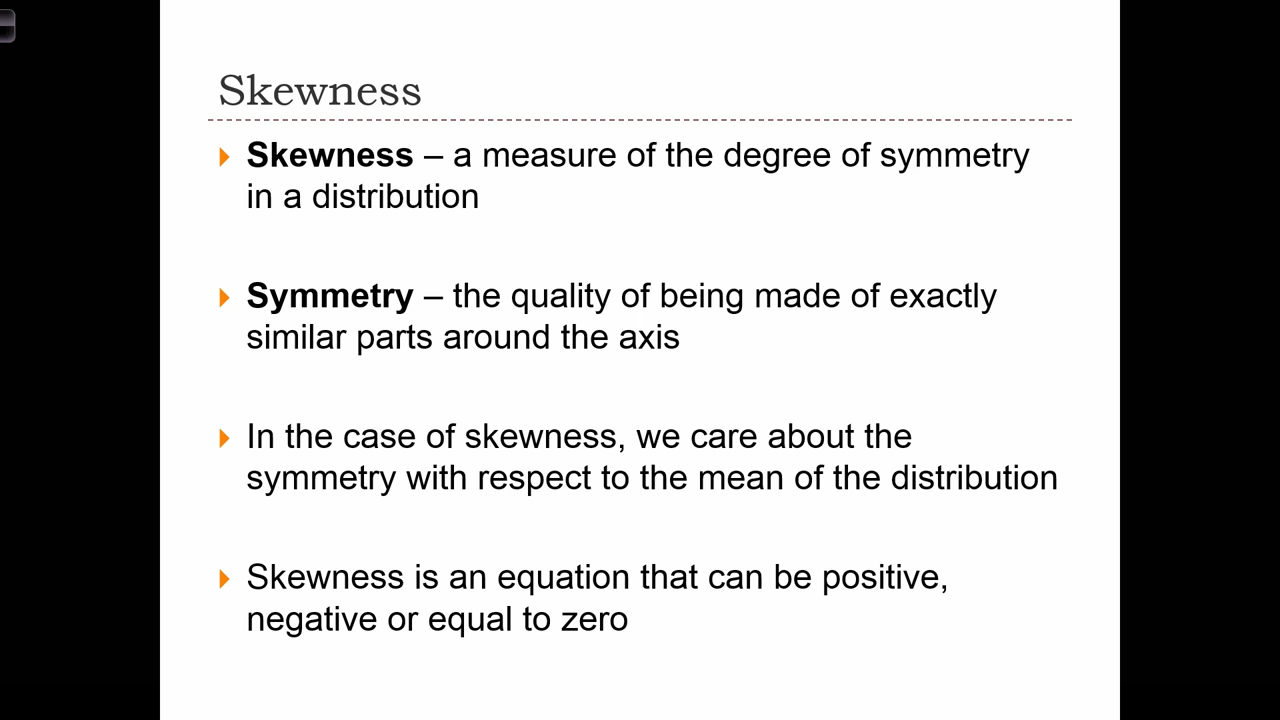 Skewness
Skewness – a measure of the degree of symmetry
in a distribution
Symmetry – the quality of being made of exactly
similar parts around the axis
In the case of skewness, we care about the
symmetry with respect to the mean of the distribution
Skewness is an equation that can be positive,
negative or equal to zero